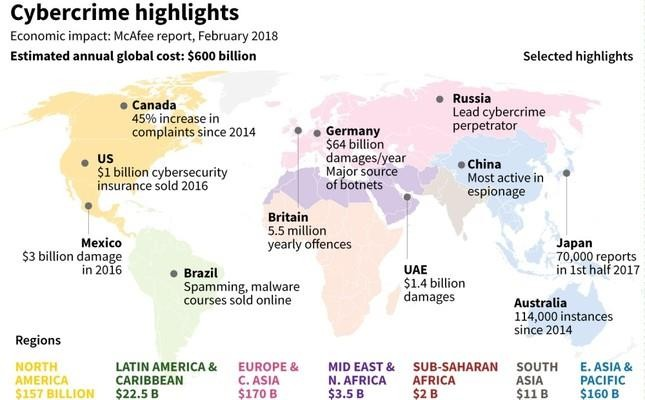 Cybercrime highlights
Economic impact: McAfee report, February 2018
Estimated annual global cost: $600 billion
Selected highlights
Canada
45% increase in
complaints since 2014
Russia
Lead cybercrime
perpetrator
Germany
$64 billion
damages/year
Major source
of botnets
US
$1 billion cybersecurity
insurance sold 2016
China
Most active in
espionage
Britain
5.5 million
yearly offences
Mexico
$3 billion damage
in 2016
Japan
70,000 reports
in 1st half 2017
Brazil
Spamming, malware
courses sold online
UAE
$1.4 billion
damages
Australia
114,000 instances
since 2014
Regions
NORTH
AMERICA
$157 BILLION
LATIN AMERICA &
CARIBBEAN
$22.5 B
EUROPE &
C. ASIA
$170 B
MID EAST &
N. AFRICA
$3.5 B
SUB-SAHARAN
AFRICA
$2 B
SOUTH
ASIA
$11 B
E. ASIA &
PACIFIC
$160 B